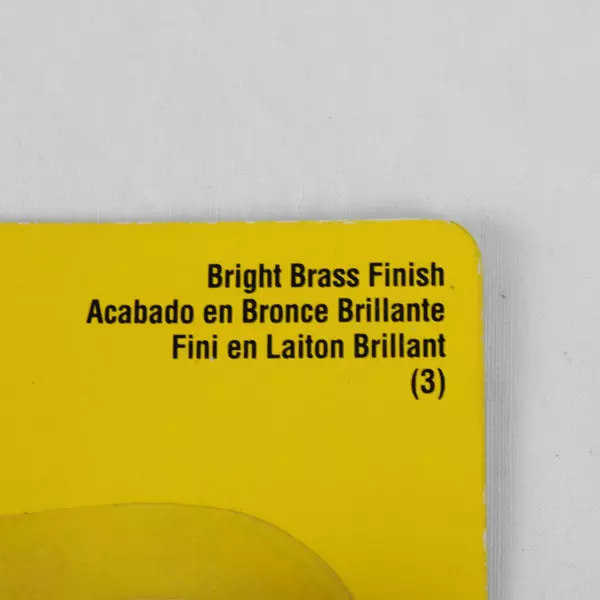 Bright Brass Finish
Acabado en Bronce Brillante
Fini en Laiton Brillant
(3)